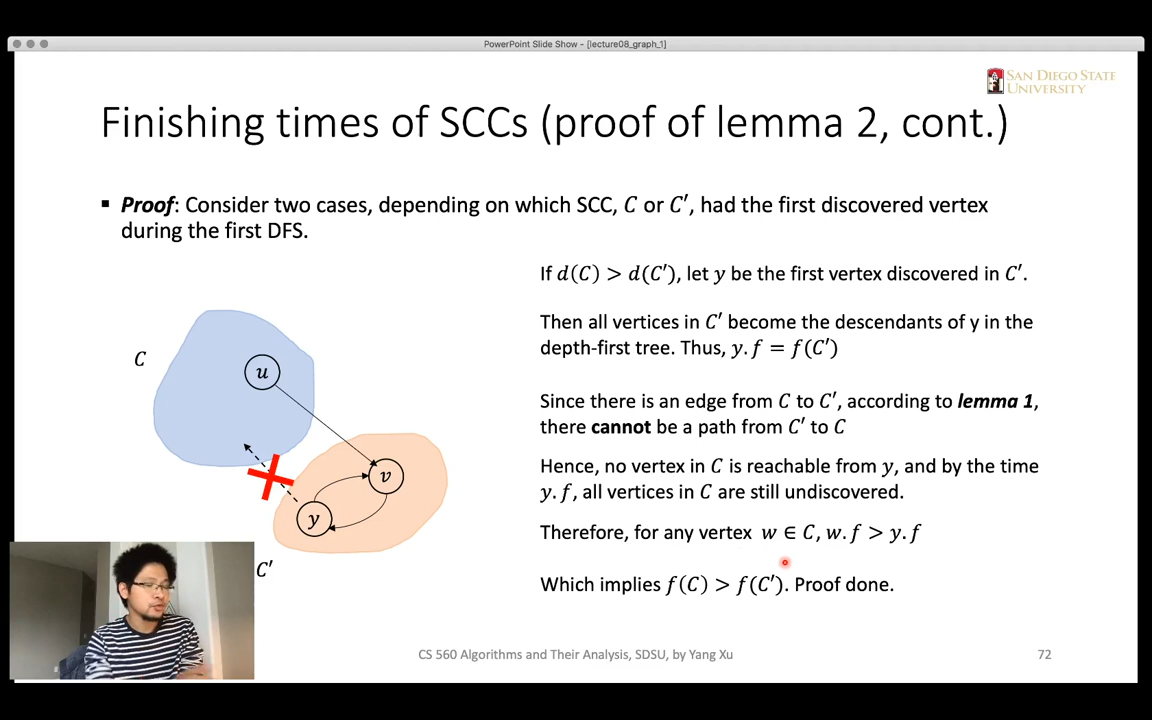 PowerPoint Slide Show - [lecture08_graph_1]
SAN DIEGO STATE
UNIVERSITY
Finishing times of SCCs (proof of lemma 2, cont.)
▪ Proof: Consider two cases, depending on which SCC, C or C′, had the first discovered vertex
during the first DFS.
If d(C) > d(C′), let y be the first vertex discovered in C′.
Then all vertices in C′ become the descendants of y in the
depth-first tree. Thus, y.f = f(C′)
Since there is an edge from C to C′, according to lemma 1,
there cannot be a path from C′ to C
Hence, no vertex in C is reachable from y, and by the time
y.f, all vertices in C are still undiscovered.
Therefore, for any vertex w ∈ C, w.f > y.f
Which implies f(C) > f(C′). Proof done.
C
u
v
y
C′
CS 560 Algorithms and Their Analysis, SDSU, by Yang Xu
72